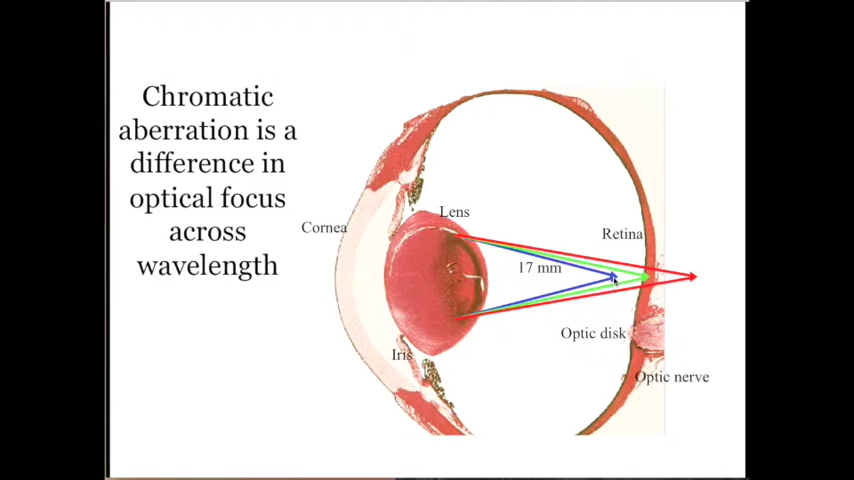 Chromatic
aberration is a
difference in
optical focus
across
wavelength
Lens
Cornea
Retina
17 mm
Optic disk
Iris
Optic nerve